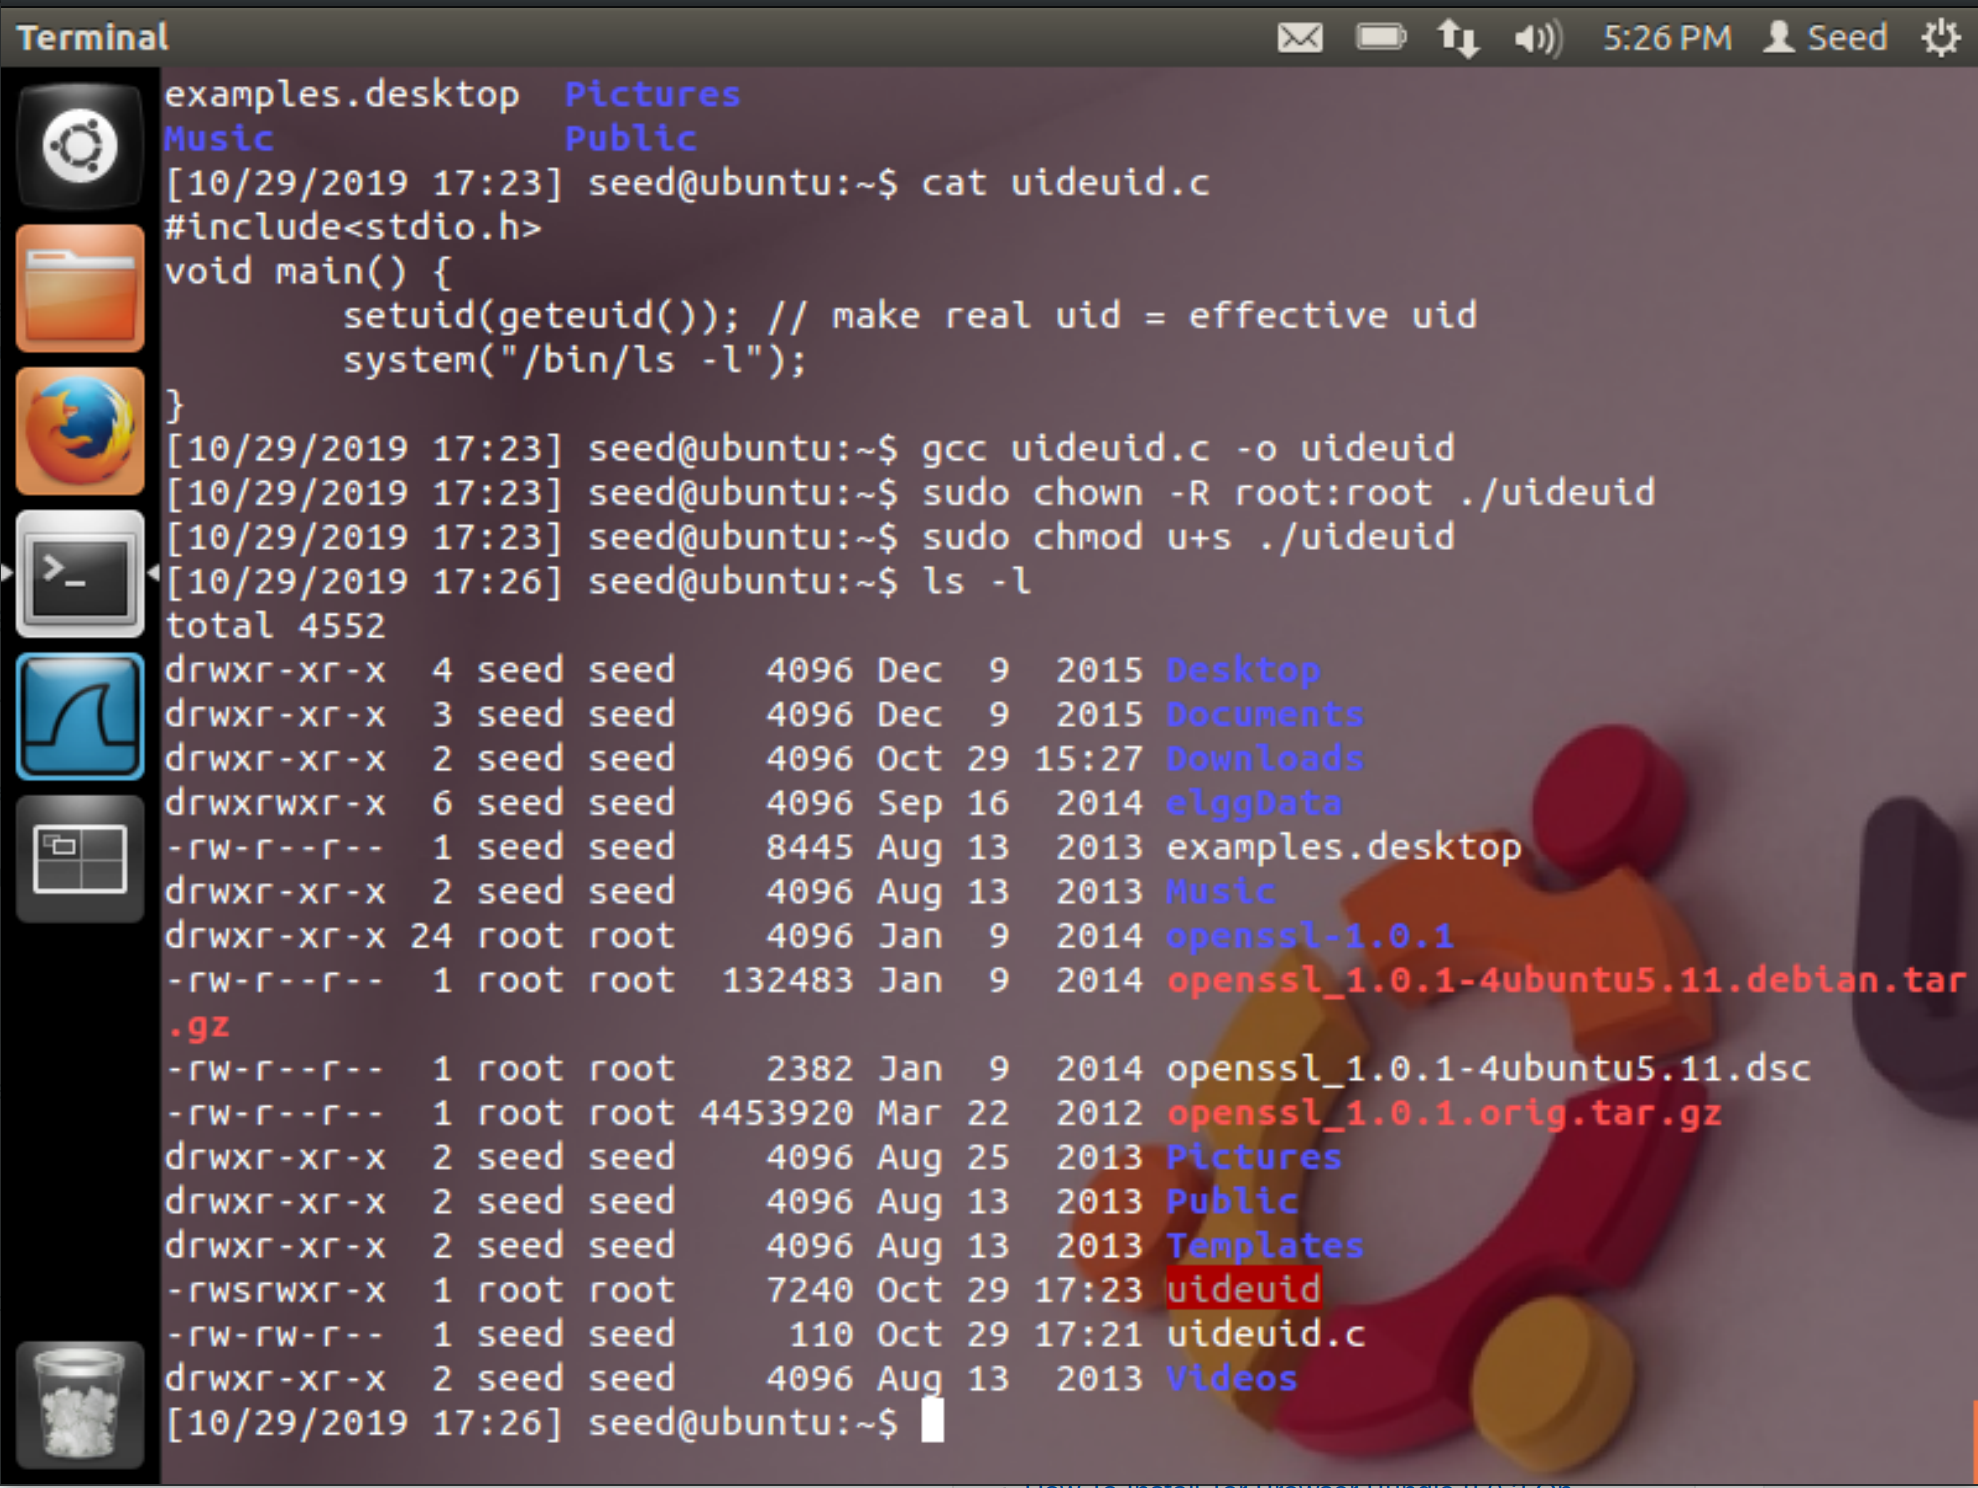 Terminal 5:26 PM Seed
examples.desktop  Pictures
Music             Public
[10/29/2019 17:23] seed@ubuntu:~$ cat uideuid.c
#include<stdio.h>
void main() {
        setuid(geteuid()); // make real uid = effective uid
        system("/bin/ls -l");
}
[10/29/2019 17:23] seed@ubuntu:~$ gcc uideuid.c -o uideuid
[10/29/2019 17:23] seed@ubuntu:~$ sudo chown -R root:root ./uideuid
[10/29/2019 17:23] seed@ubuntu:~$ sudo chmod u+s ./uideuid
[10/29/2019 17:26] seed@ubuntu:~$ ls -l
total 4552
drwxr-xr-x  4 seed seed    4096 Dec  9  2015 Desktop
drwxr-xr-x  3 seed seed    4096 Dec  9  2015 Documents
drwxr-xr-x  2 seed seed    4096 Oct 29 15:27 Downloads
drwxrwxr-x  6 seed seed    4096 Sep 16  2014 elggData
-rw-r--r--  1 seed seed    8445 Aug 13  2013 examples.desktop
drwxr-xr-x  2 seed seed    4096 Aug 13  2013 Music
drwxr-xr-x 24 root root    4096 Jan  9  2014 openssl-1.0.1
-rw-r--r--  1 root root  132483 Jan  9  2014 openssl_1.0.1-4ubuntu5.11.debian.tar
.gz
-rw-r--r--  1 root root    2382 Jan  9  2014 openssl_1.0.1-4ubuntu5.11.dsc
-rw-r--r--  1 root root 4453920 Mar 22  2012 openssl_1.0.1.orig.tar.gz
drwxr-xr-x  2 seed seed    4096 Aug 25  2013 Pictures
drwxr-xr-x  2 seed seed    4096 Aug 13  2013 Public
drwxr-xr-x  2 seed seed    4096 Aug 13  2013 Templates
-rwsrwxr-x  1 root root    7240 Oct 29 17:23 uideuid
-rw-rw-r--  1 seed seed     110 Oct 29 17:21 uideuid.c
drwxr-xr-x  2 seed seed    4096 Aug 13  2013 Videos
[10/29/2019 17:26] seed@ubuntu:~$